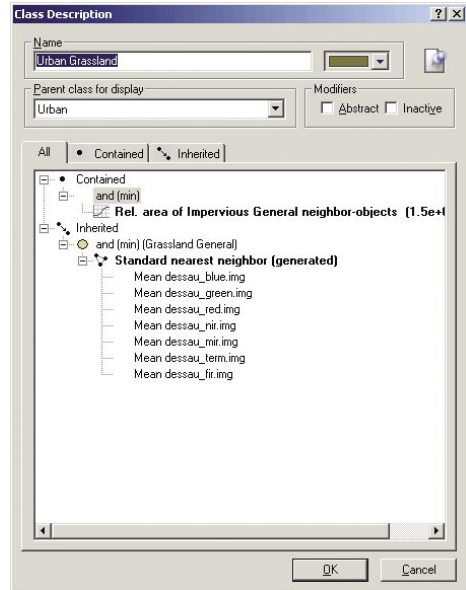 Class Description
Name
Urban Grassland
Parent class for display
Urban
Modifiers
Abstract Inactive
All Contained Inherited
Contained
and (min)
Rel. area of Impervious General neighbor-objects (1.5e+
Inherited
and (min) (Grassland General)
Standard nearest neighbor (generated)
Mean dessau_blue.img
Mean dessau_green.img
Mean dessau_red.img
Mean dessau_nir.img
Mean dessau_mir.img
Mean dessau_term.img
Mean dessau_fir.img
OK Cancel